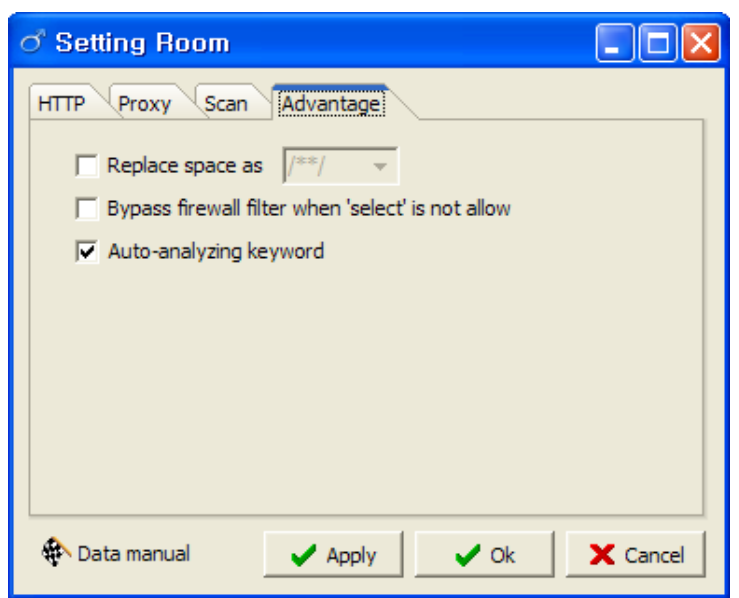 Setting Room
HTTP Proxy Scan Advantage
Replace space as /**/
Bypass firewall filter when 'select' is not allow
Auto-analyzing keyword
Data manual Apply Ok Cancel